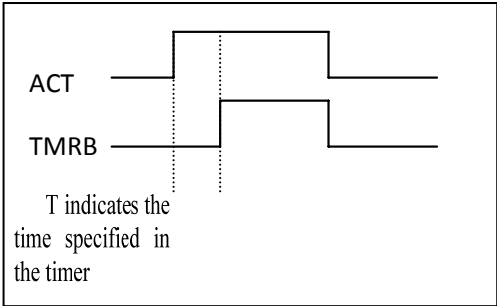 ACT
TMRB
T indicates the
time specified in
the timer